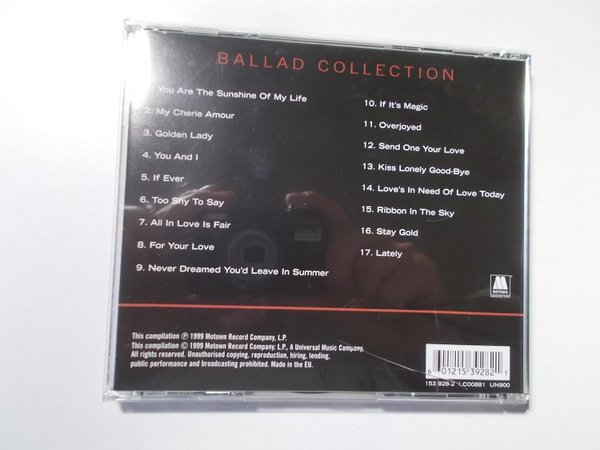 BALLAD COLLECTION
You Are The Sunshine Of My Life
2. My Cherie Amour
3. Golden Lady
4. You And I
5. If Ever
6. Too Shy To Say
7. All In Love Is Fair
8. For Your Love
9. Never Dreamed You'd Leave In Summer
10. If It's Magic
11. Overjoyed
12. Send One Your Love
13. Kiss Lonely Good-Bye
14. Love's In Need Of Love Today
15. Ribbon In The Sky
16. Stay Gold
17. Lately
M
MOTOWN
This compilation ℗ 1999 Motown Record Company, L.P.
This compilation © 1999 Motown Record Company, L.P., A Universal Music Company,
All rights reserved. Unauthorised copying, reproduction, hiring, lending,
public performance and broadcasting prohibited. Made in the EU.
6 01215 39282 1
LC00881 UN900